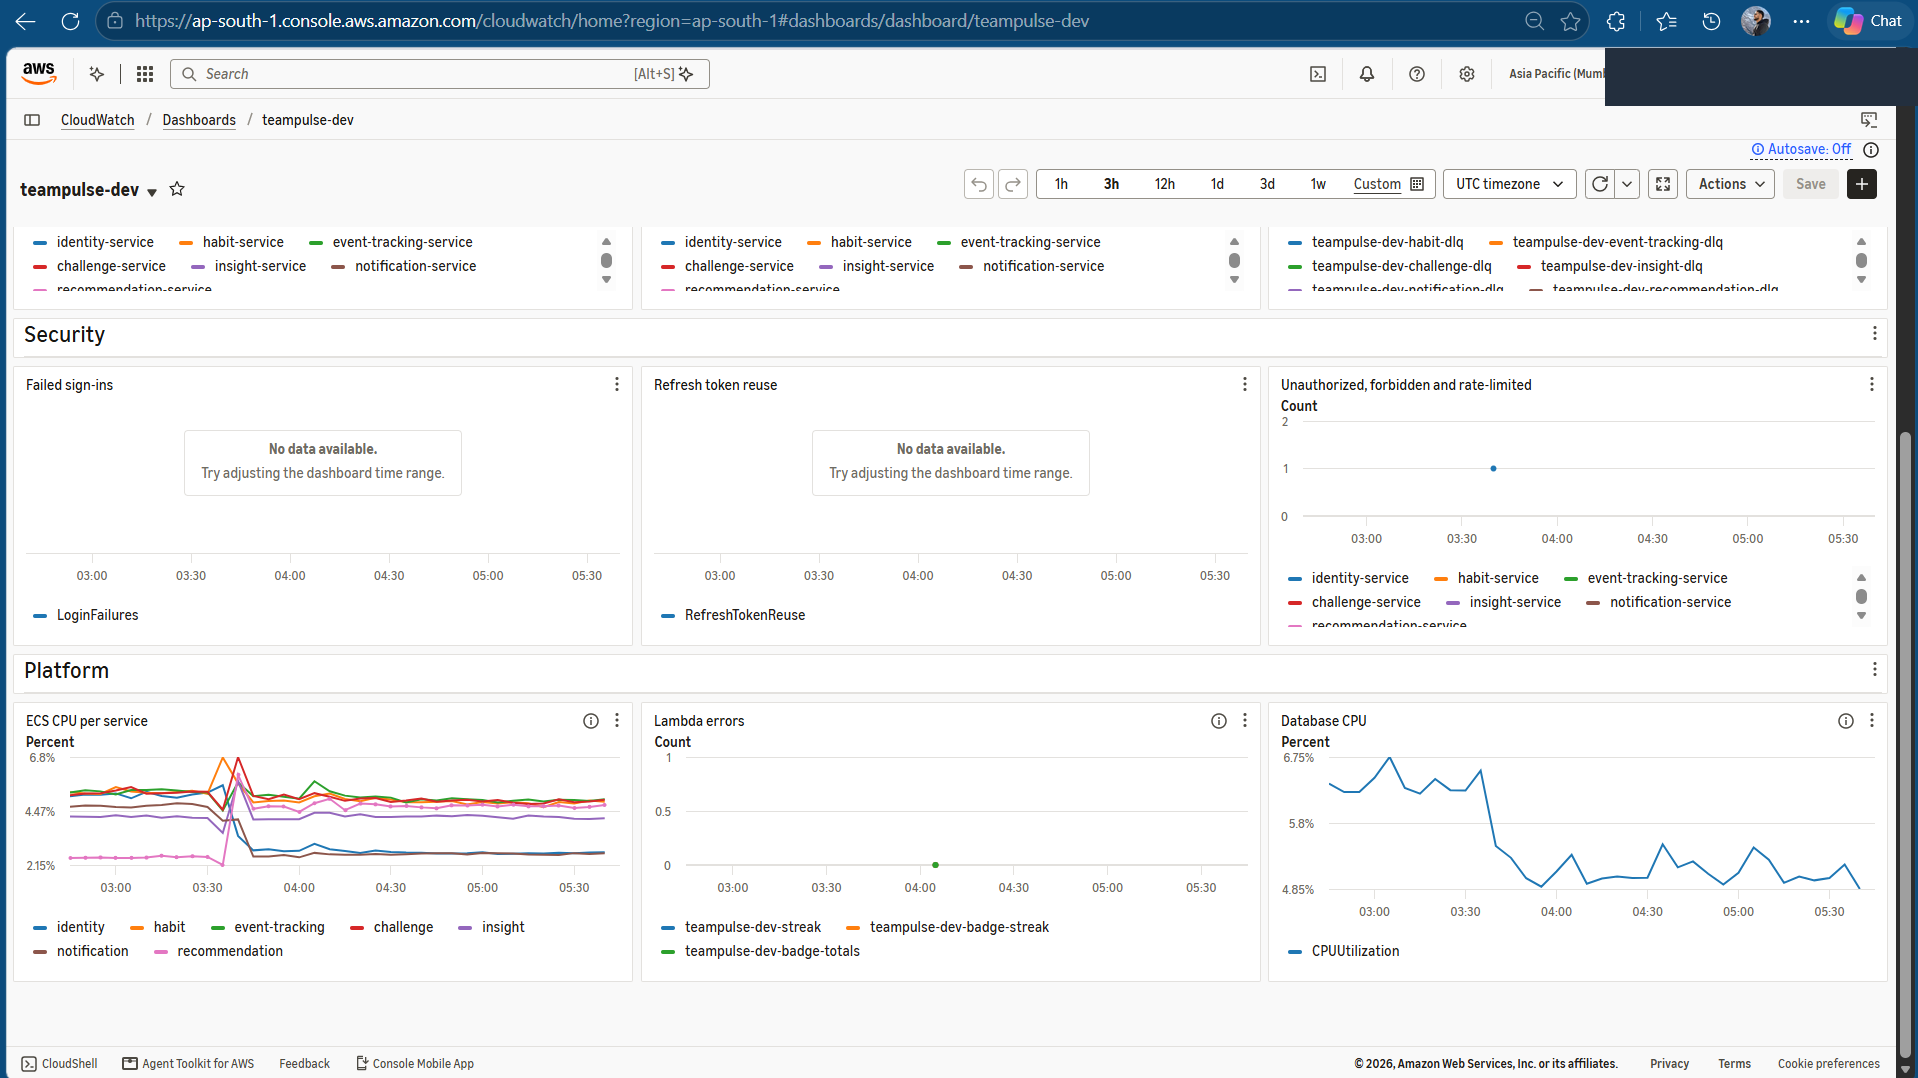 https://ap-south-1.console.aws.amazon.com/cloudwatch/home?region=ap-south-1#dashboards/dashboard/teampulse-dev
Chat
aws
Search
[Alt+S]
Asia Pacific (Mum
CloudWatch / Dashboards / teampulse-dev
Autosave: Off
teampulse-dev
1h 3h 12h 1d 3d 1w Custom
UTC timezone
Actions
Save
identity-service habit-service event-tracking-service
challenge-service insight-service notification-service
recommendation-service
identity-service habit-service event-tracking-service
challenge-service insight-service notification-service
recommendation-service
teampulse-dev-habit-dlq teampulse-dev-event-tracking-dlq
teampulse-dev-challenge-dlq teampulse-dev-insight-dlq
teampulse-dev-notification-dlq teampulse-dev-recommendation-dlq
Security
Failed sign-ins
No data available.
Try adjusting the dashboard time range.
03:00 03:30 04:00 04:30 05:00 05:30
LoginFailures
Refresh token reuse
No data available.
Try adjusting the dashboard time range.
03:00 03:30 04:00 04:30 05:00 05:30
RefreshTokenReuse
Unauthorized, forbidden and rate-limited
Count
2
1
0
03:00 03:30 04:00 04:30 05:00 05:30
identity-service habit-service event-tracking-service
challenge-service insight-service notification-service
recommendation-service
Platform
ECS CPU per service
Percent
6.8%
4.47%
2.15%
03:00 03:30 04:00 04:30 05:00 05:30
identity habit event-tracking challenge insight
notification recommendation
Lambda errors
Count
1
0.5
0
03:00 03:30 04:00 04:30 05:00 05:30
teampulse-dev-streak teampulse-dev-badge-streak
teampulse-dev-badge-totals
Database CPU
Percent
6.75%
5.8%
4.85%
03:00 03:30 04:00 04:30 05:00 05:30
CPUUtilization
CloudShell Agent Toolkit for AWS Feedback Console Mobile App
© 2026, Amazon Web Services, Inc. or its affiliates. Privacy Terms Cookie preferences